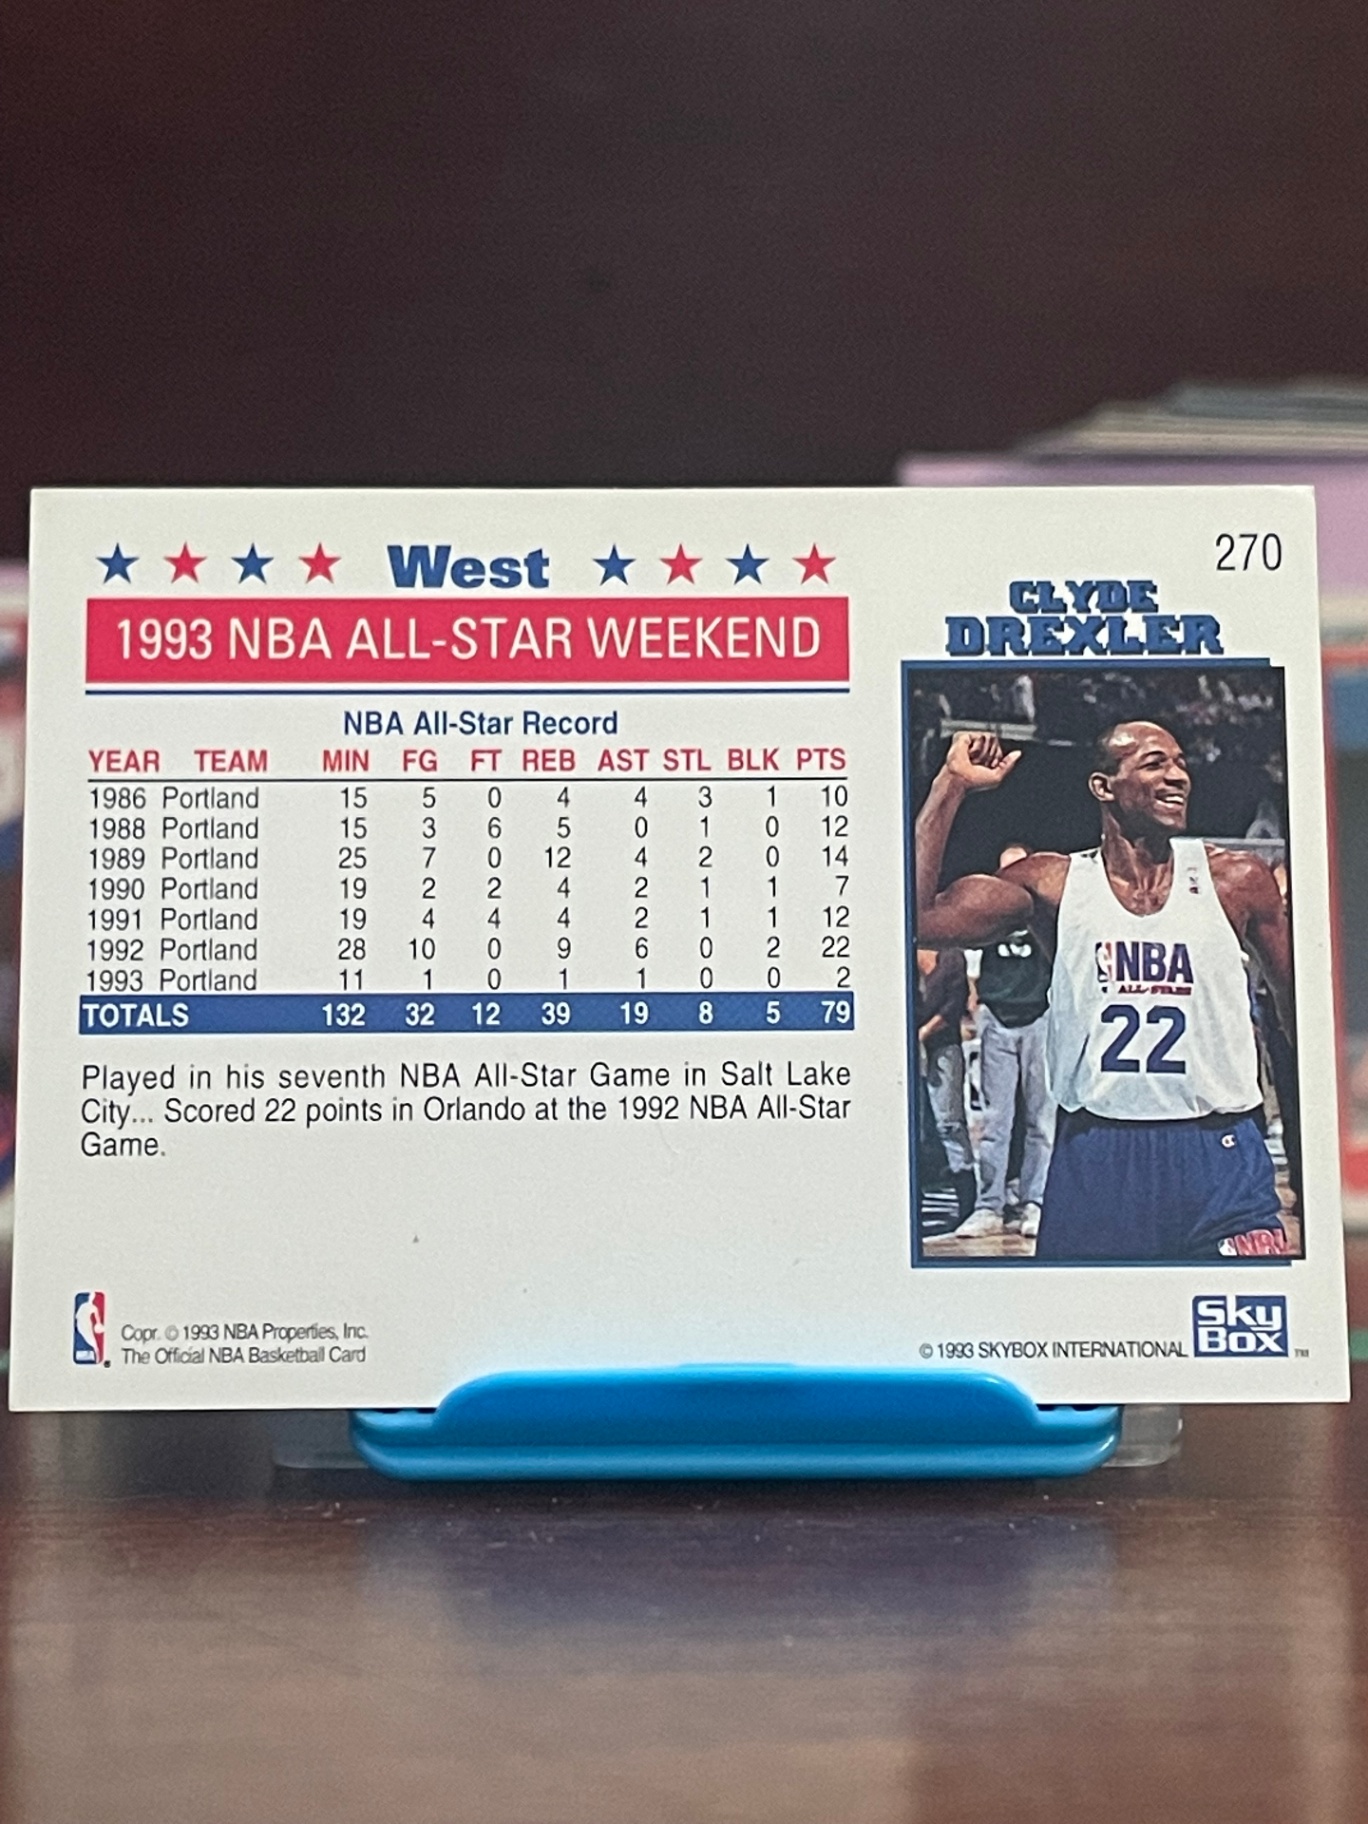 West
270
1993 NBA ALL-STAR WEEKEND
CLYDE
DREXLER
NBA All-Star Record
YEAR TEAM MIN FG FT REB AST STL BLK PTS
1986 Portland 15 5 0 4 4 3 1 10
1988 Portland 15 3 6 5 0 1 0 12
1989 Portland 25 7 0 12 4 2 0 14
1990 Portland 19 2 2 4 2 1 1 7
1991 Portland 19 4 4 4 2 1 1 12
1992 Portland 28 10 0 9 6 0 2 22
1993 Portland 11 1 0 1 1 0 0 2
TOTALS 132 32 12 39 19 8 5 79
Played in his seventh NBA All-Star Game in Salt Lake
City... Scored 22 points in Orlando at the 1992 NBA All-Star
Game.
NBA
ALL-STARS
22
NBA
Copr. © 1993 NBA Properties, Inc.
The Official NBA Basketball Card
© 1993 SKYBOX INTERNATIONAL
Sky
Box
TM